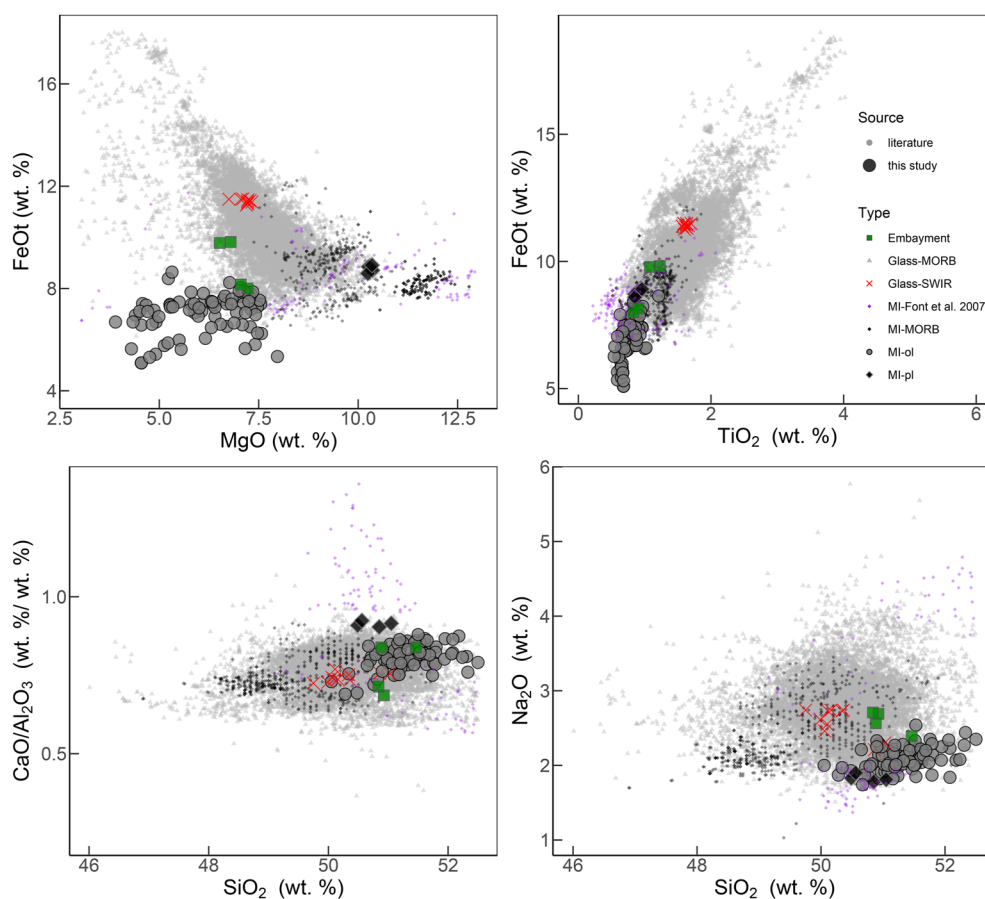 16
12
8
4
FeOt (wt. %)
2.5
5.0
7.5
10.0
12.5
MgO (wt. %)
15
10
5
FeOt (wt. %)
0
2
4
6
TiO₂ (wt. %)
Source
literature
this study
Type
Embayment
Glass-MORB
Glass-SWIR
MI-Font et al. 2007
MI-MORB
MI-ol
MI-pl
1.0
0.5
CaO/Al₂O₃ (wt. %/ wt. %)
46
48
50
52
SiO₂ (wt. %)
6
5
4
3
2
1
Na₂O (wt. %)
46
48
50
52
SiO₂ (wt. %)